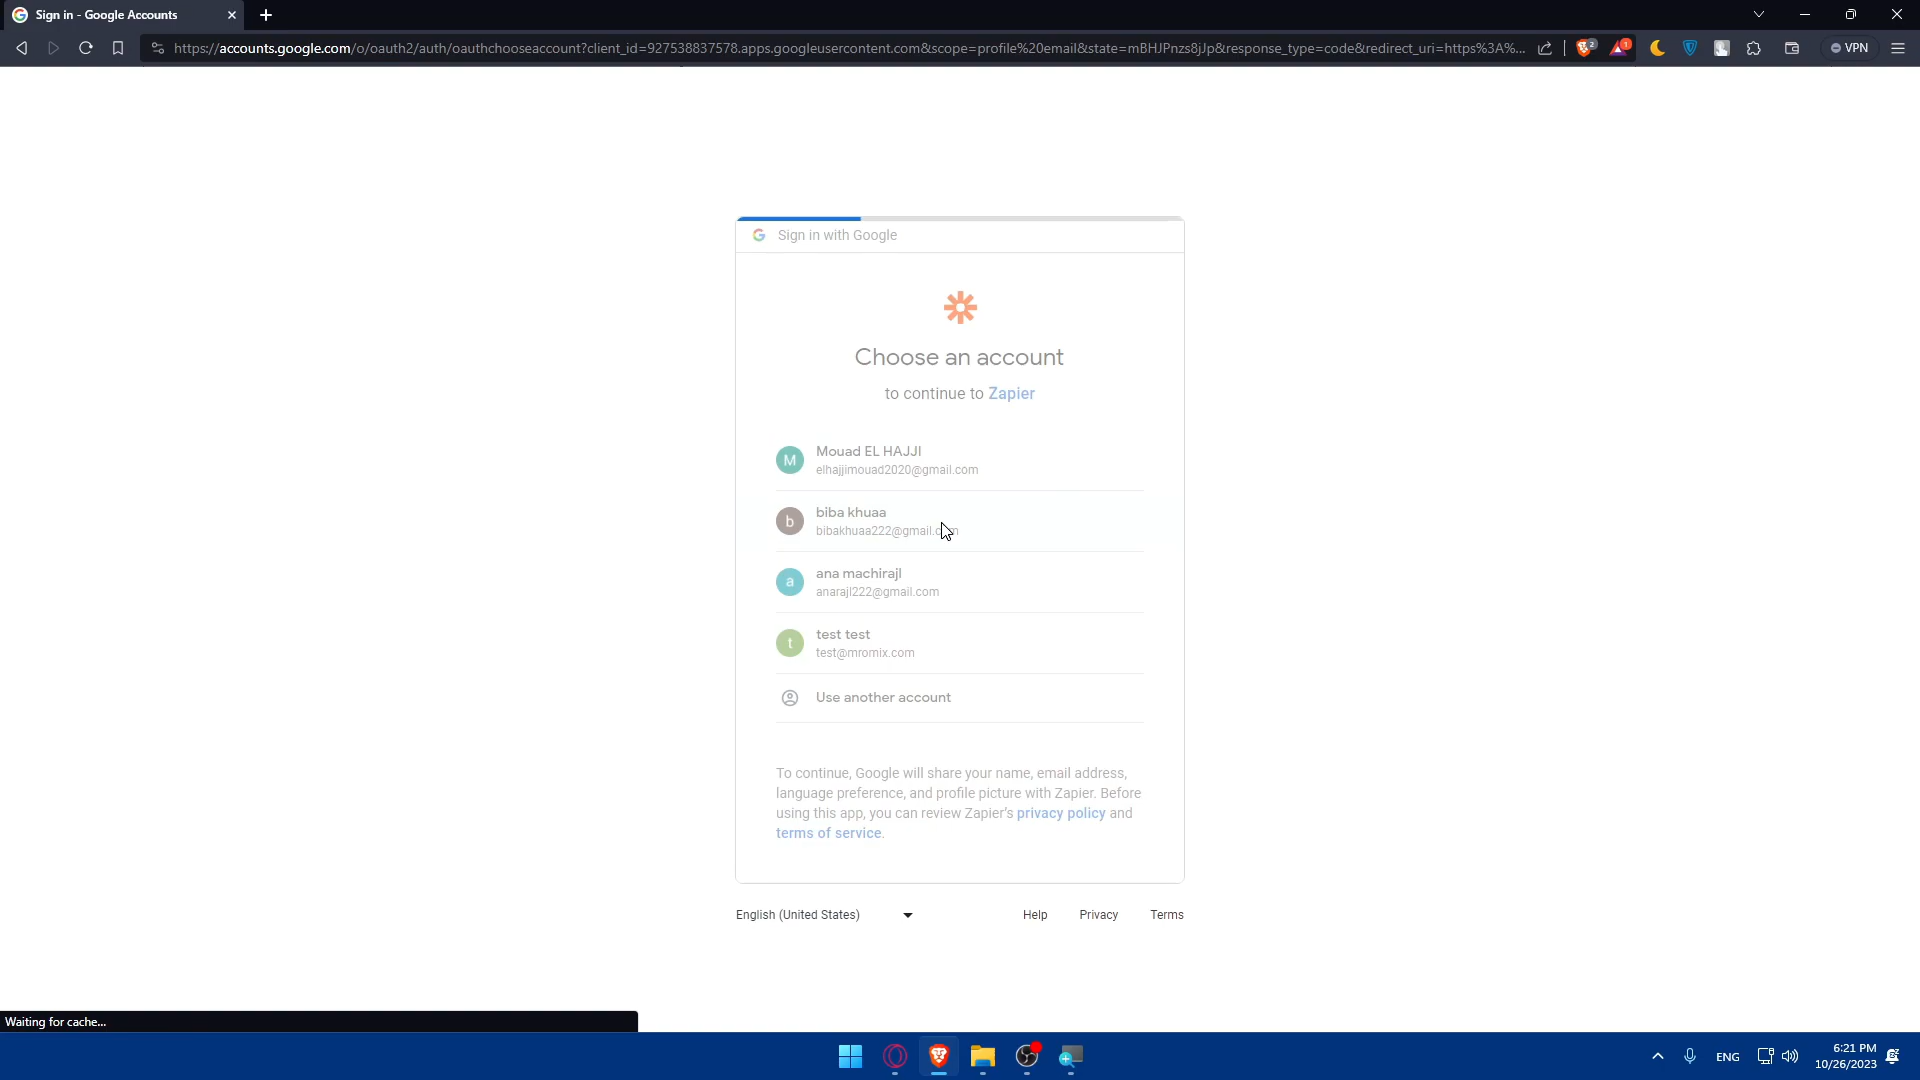 Sign in - Google Accounts
https://accounts.google.com/o/oauth2/auth/oauthchooseaccount?client_id=927538837578.apps.googleusercontent.com&scope=profile%20email&state=mBHJPnzs8jJp&response_type=code&redirect_uri=https%3A%...
2
1
VPN
Sign in with Google
Choose an account
to continue to Zapier
M
Mouad EL HAJJI
elhajjimouad2020@gmail.com
b
biba khuaa
bibakhuaa222@gmail.com
a
ana machirajl
anarajl222@gmail.com
t
test test
test@mromix.com
Use another account
To continue, Google will share your name, email address,
language preference, and profile picture with Zapier. Before
using this app, you can review Zapier's privacy policy and
terms of service.
English (United States)
Help
Privacy
Terms
Waiting for cache...
ENG
6:21 PM
10/26/2023